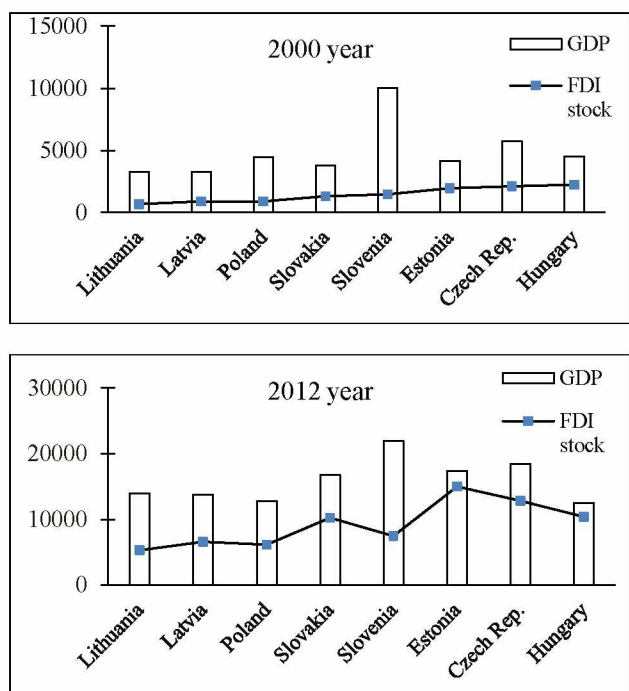 15000
2000 year
GDP
10000
FDI
stock
5000
0
Lithuania
Latvia
Poland
Slovakia
Slovenia
Estonia
Czech Rep.
Hungary
30000
2012 year
GDP
20000
FDI
stock
10000
0
Lithuania
Latvia
Poland
Slovakia
Slovenia
Estonia
Czech Rep.
Hungary